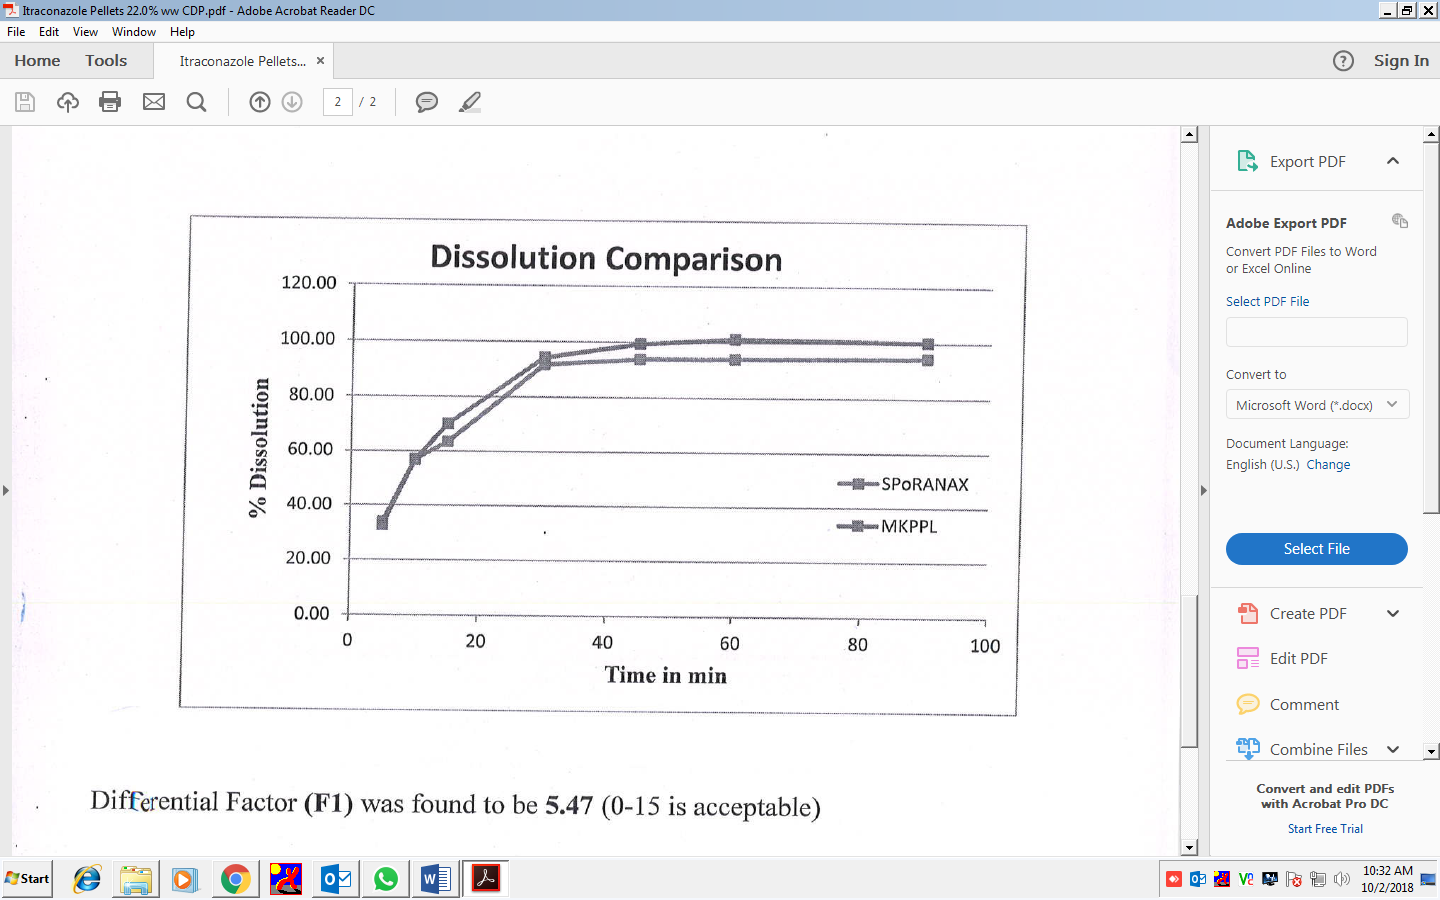 Itraconazole Pellets 22.0% ww CDP.pdf - Adobe Acrobat Reader DC
File Edit View Window Help
Home Tools Itraconazole Pellets... × ? Sign In
2 / 2
Export PDF
Adobe Export PDF
Convert PDF Files to Word
or Excel Online
Select PDF File
Convert to
Microsoft Word (*.docx)
Document Language:
English (U.S.) Change
Select File
Create PDF
Edit PDF
Comment
Combine Files
Convert and edit PDFs
with Acrobat Pro DC
Start Free Trial
Dissolution Comparison
% Dissolution
120.00
100.00
80.00
60.00
40.00
20.00
0.00
0 20 40 60 80 100
Time in min
SPoRANAX
MKPPL
Differential Factor (F1) was found to be 5.47 (0-15 is acceptable)
Start
10:32 AM
10/2/2018